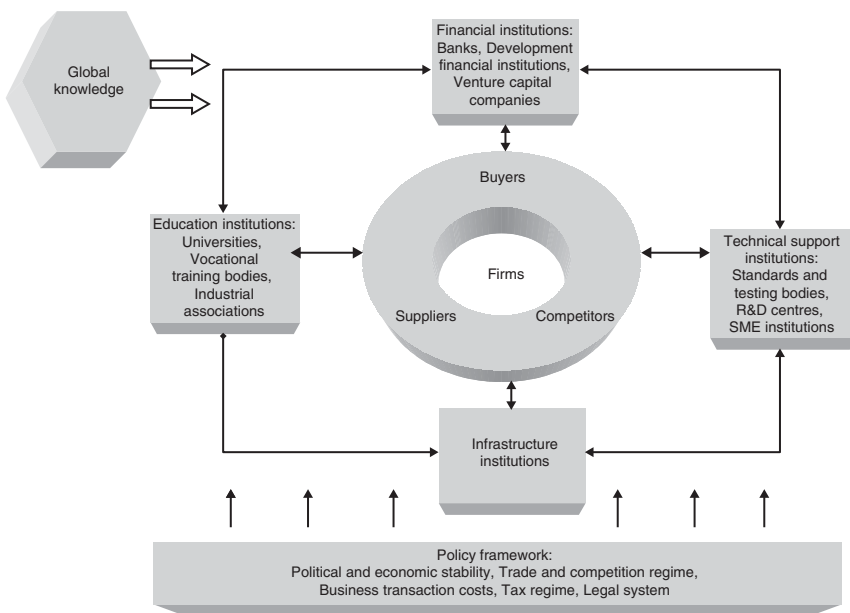 Global
knowledge
Financial institutions:
Banks, Development
financial institutions,
Venture capital
companies
Buyers
Education institutions:
Universities,
Vocational
training bodies,
Industrial
associations
Firms
Technical support
institutions:
Standards and
testing bodies,
R&D centres,
SME institutions
Suppliers
Competitors
Infrastructure
institutions
Policy framework:
Political and economic stability, Trade and competition regime,
Business transaction costs, Tax regime, Legal system